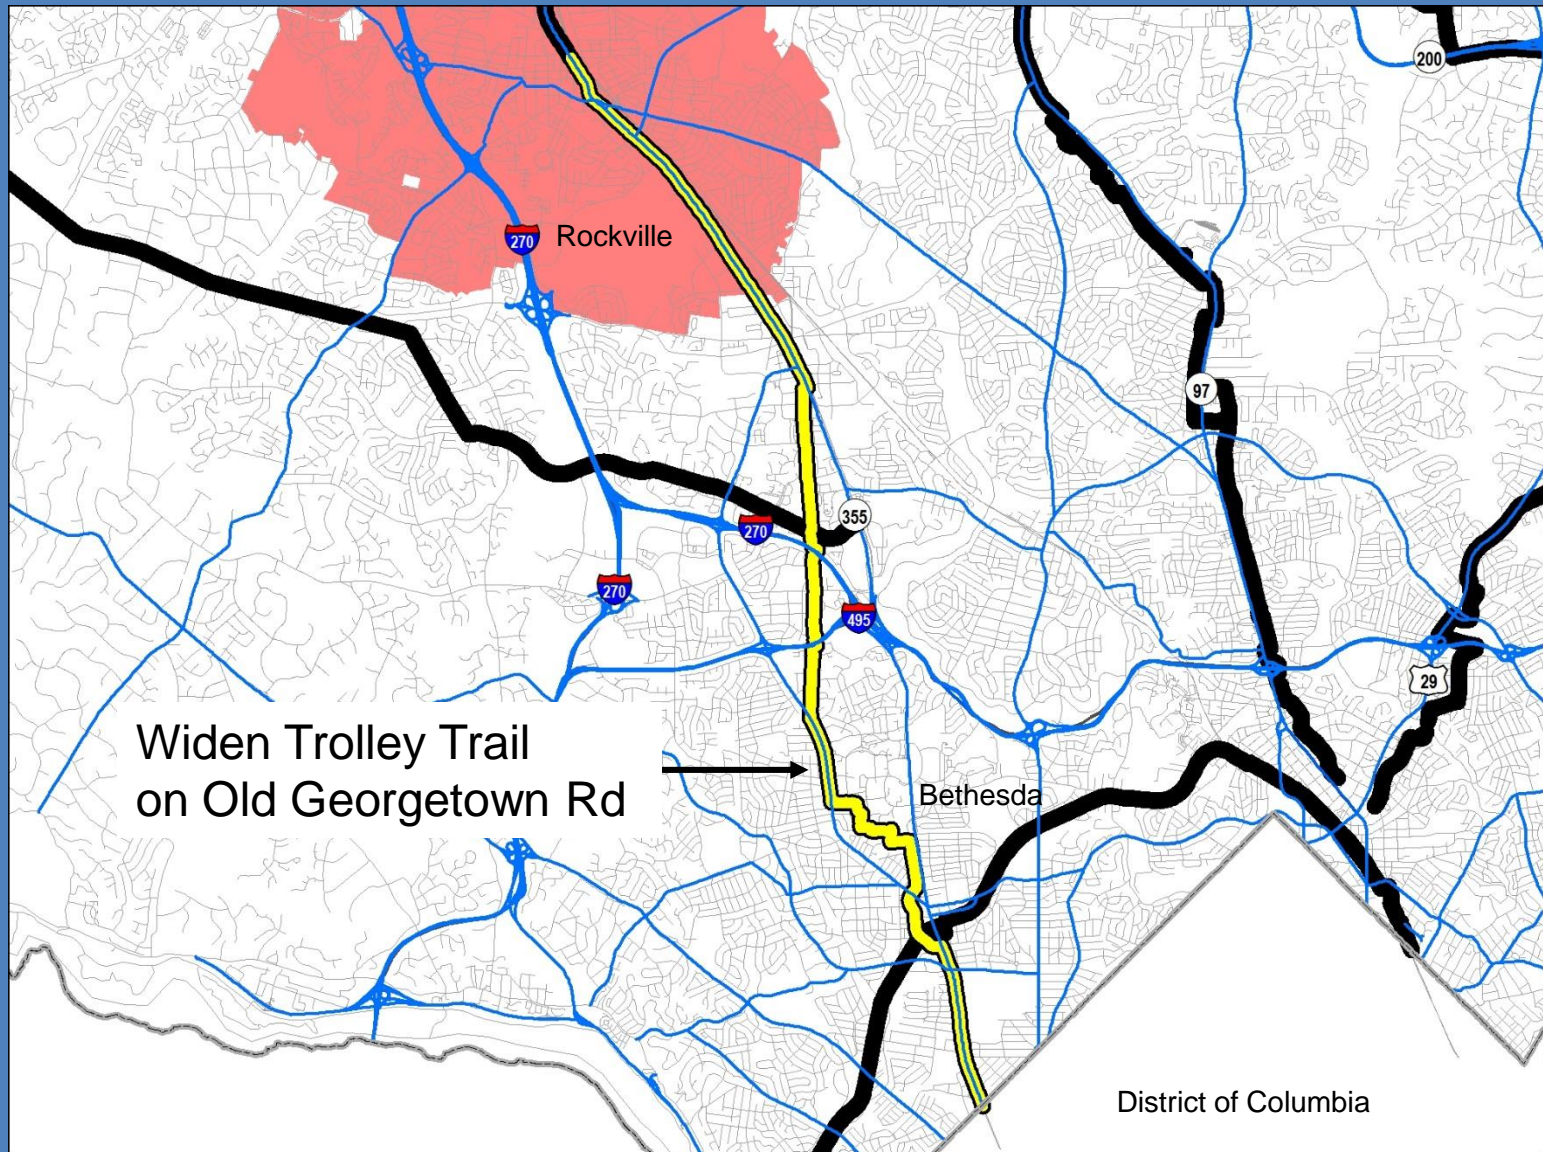 200
270
Rockville
97
355
270
270
495
29
Widen Trolley Trail
on Old Georgetown Rd
Bethesda
District of Columbia